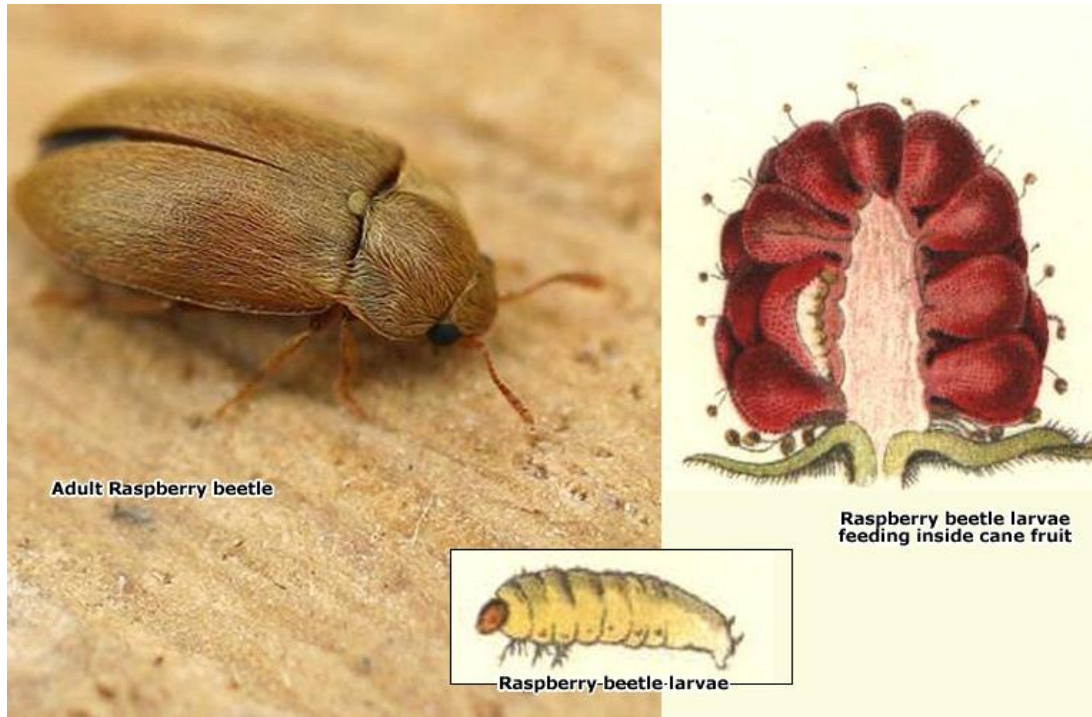 Adult Raspberry beetle
Raspberry beetle larvae
feeding inside cane fruit
Raspberry beetle larvae